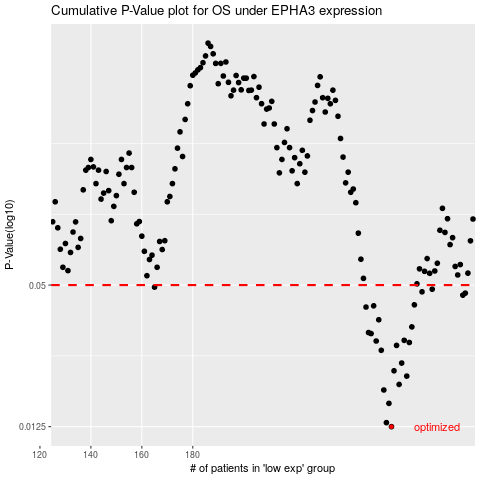 Cumulative P-Value plot for OS under EPHA3 expression
P-Value(log10)
0.05
0.0125
optimized
120 140 160 180
# of patients in 'low exp' group